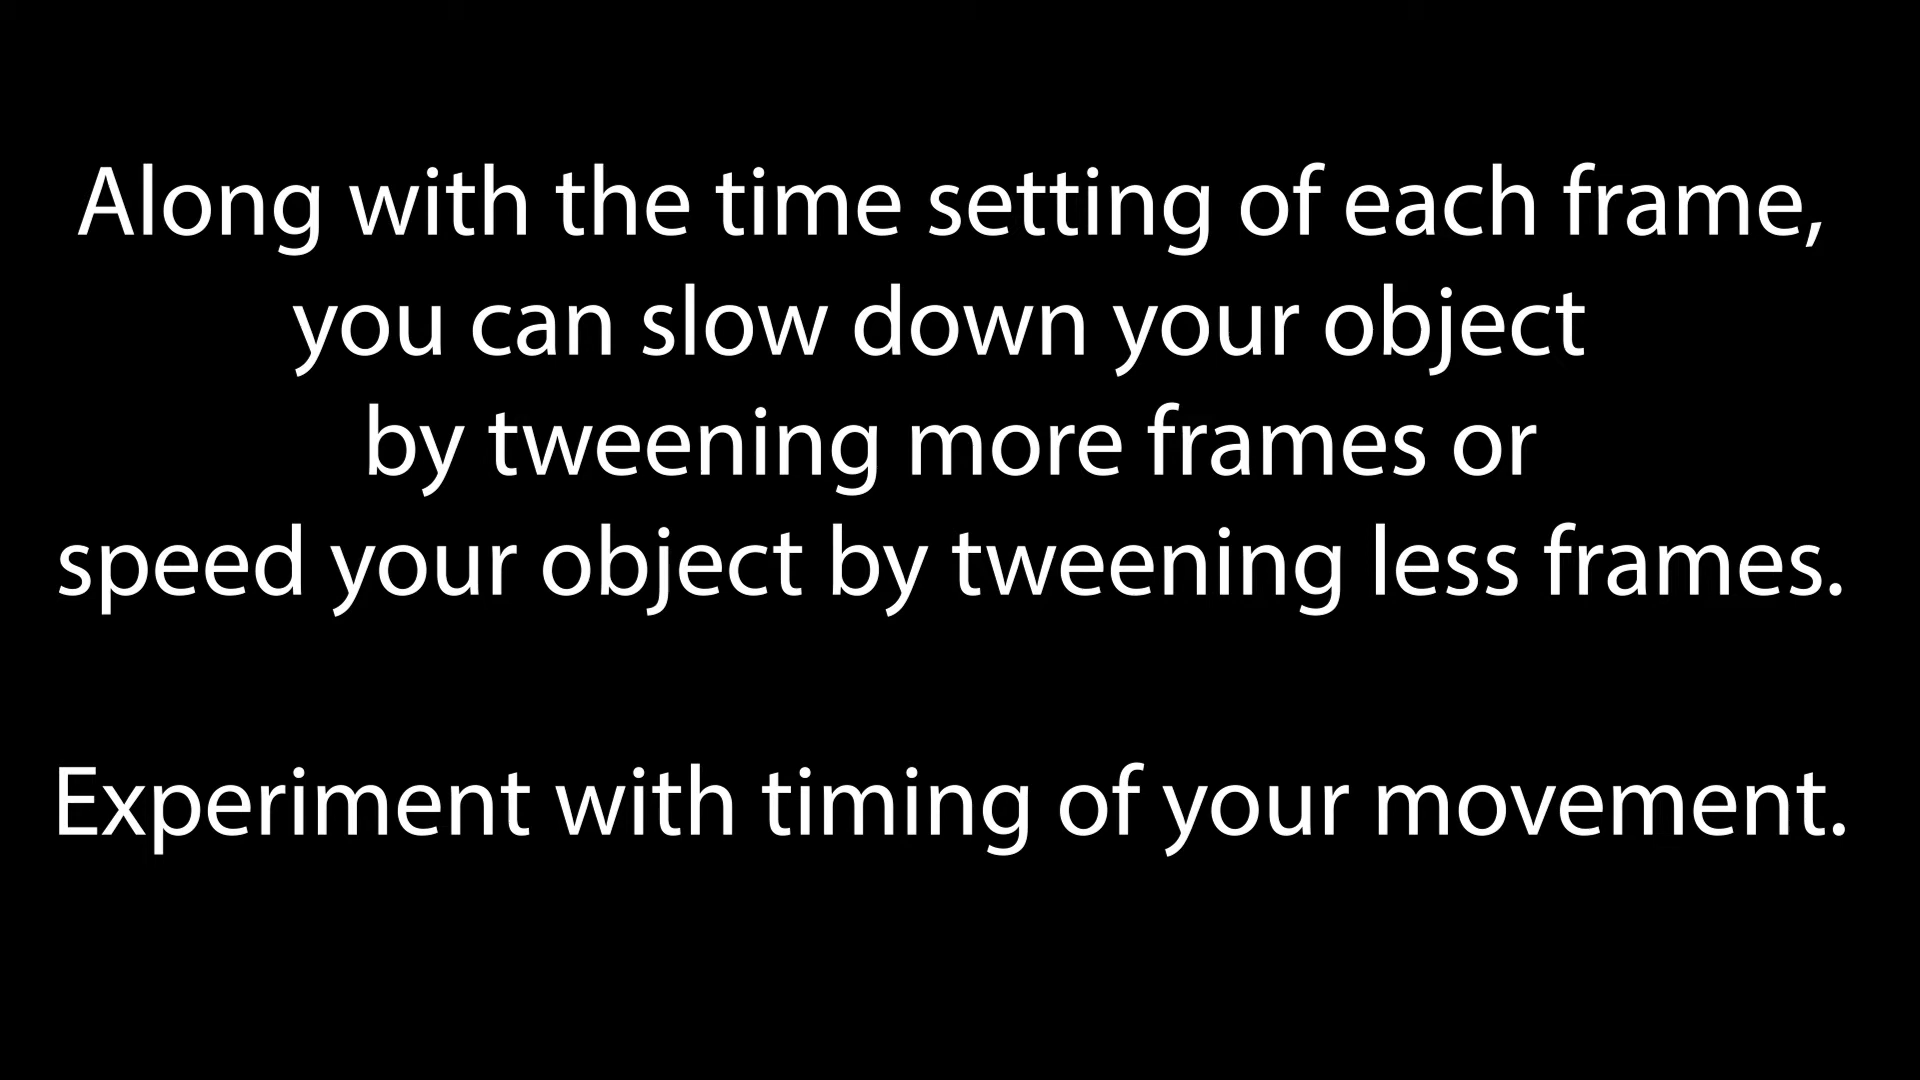 Along with the time setting of each frame,
you can slow down your object
by tweening more frames or
speed your object by tweening less frames.
Experiment with timing of your movement.